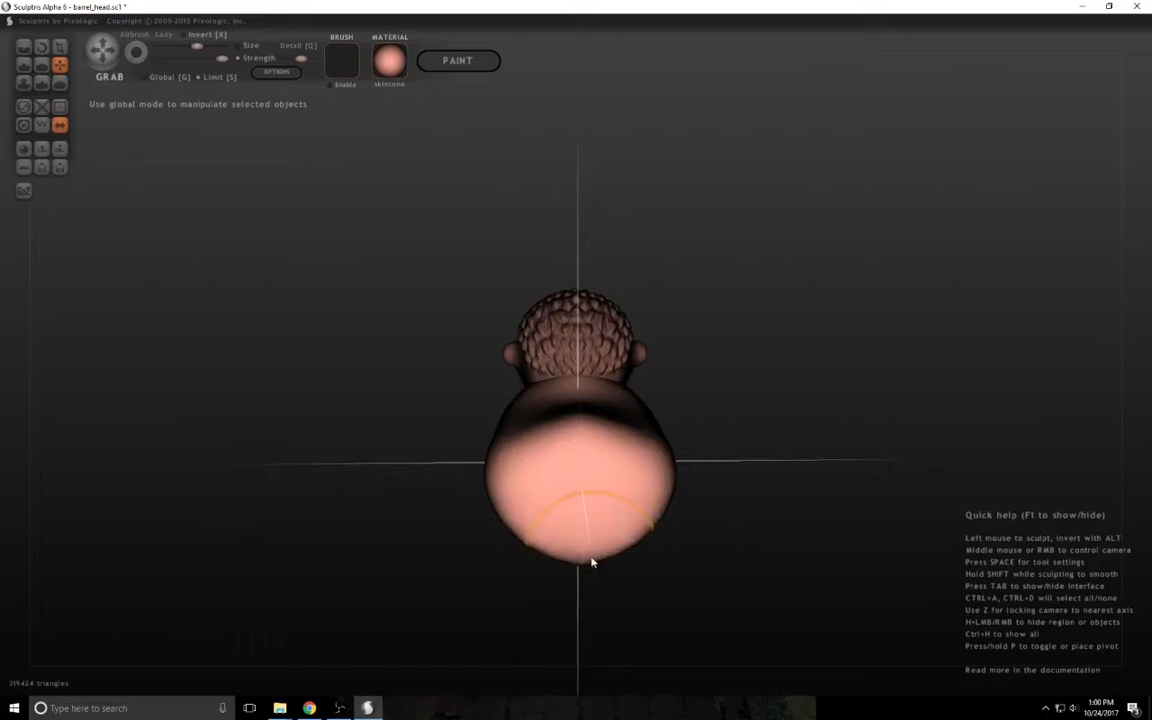 Sculptris Alpha 6 - barrel_head.sc1 *
Sculptris by Pixologic, Copyright (c) 2009-2015 Pixologic, Inc.
Airbrush Lazy Invert [X]
BRUSH
MATERIAL
Size
Detail [Q]
Strength
PAINT
GRAB
Global [G]
Limit [S]
OPTIONS
Enable
skintone
Use global mode to manipulate selected objects
GoZ
Quick help (F1 to show/hide)
Left mouse to sculpt, invert with ALT
Middle mouse or RMB to control camera
Press SPACE for tool settings
Hold SHIFT while sculpting to smooth
Press TAB to show/hide interface
CTRL+A, CTRL+D will select all/none
Use Z for locking camera to nearest axis
H+LMB/RMB to hide region or objects
Ctrl+H to show all
Press/hold P to toggle or place pivot
Read more in the documentation
319424 triangles
Type here to search
1:00 PM
10/24/2017